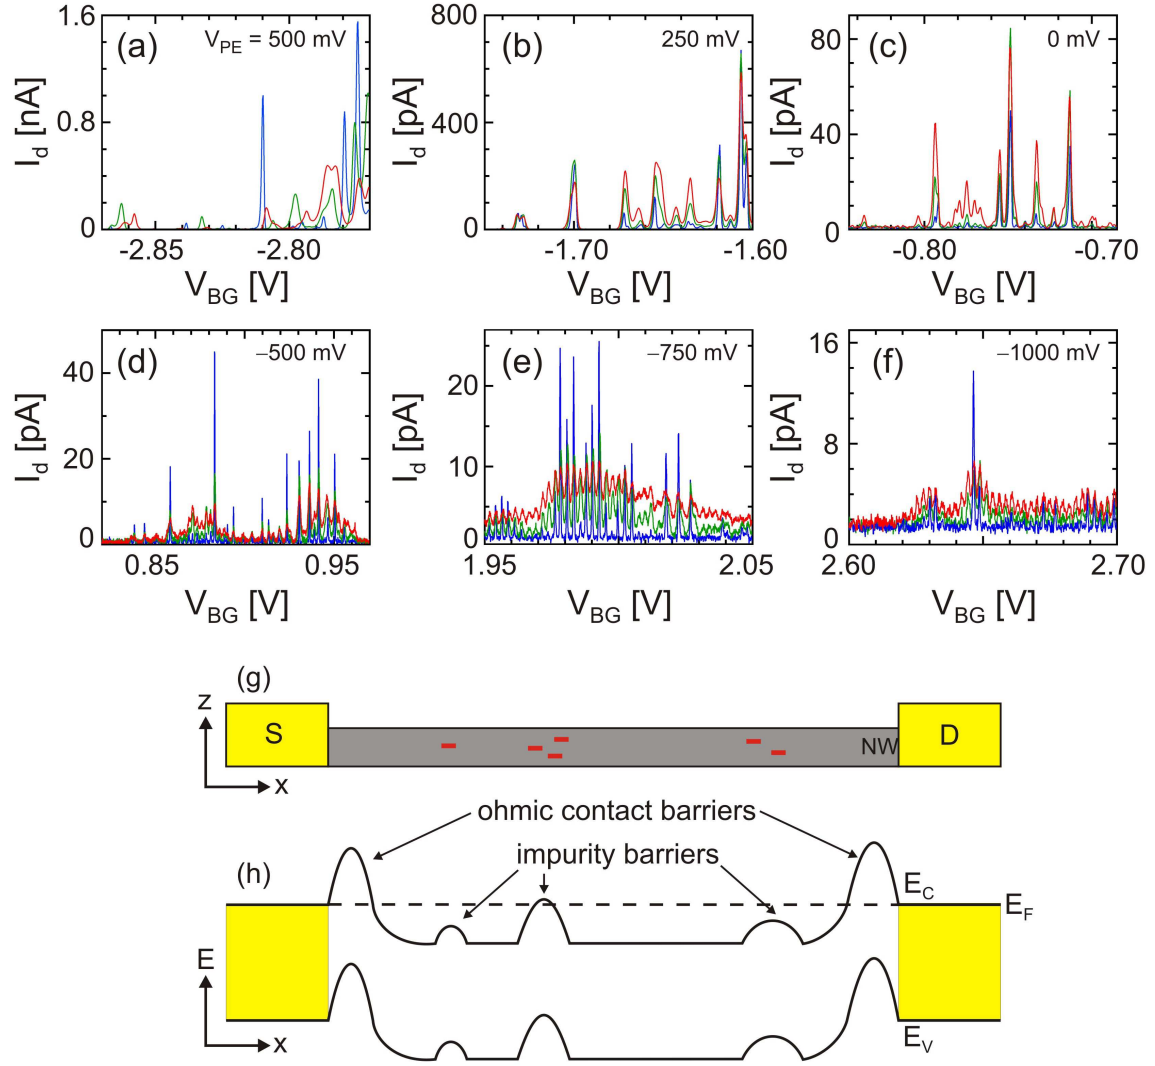 (a) V_PE = 500 mV
1.6
0.8
0
I_d [nA]
-2.85 -2.80
V_BG [V]
(b) 250 mV
800
400
0
I_d [pA]
-1.70 -1.60
V_BG [V]
(c) 0 mV
80
40
0
I_d [pA]
-0.80 -0.70
V_BG [V]
(d) −500 mV
40
20
0
I_d [pA]
0.85 0.95
V_BG [V]
(e) −750 mV
20
10
0
I_d [pA]
1.95 2.05
V_BG [V]
(f) −1000 mV
16
8
0
I_d [pA]
2.60 2.70
V_BG [V]
(g)
z
S NW D
x
ohmic contact barriers
impurity barriers
(h)
E_C
E_F
E
x
E_V